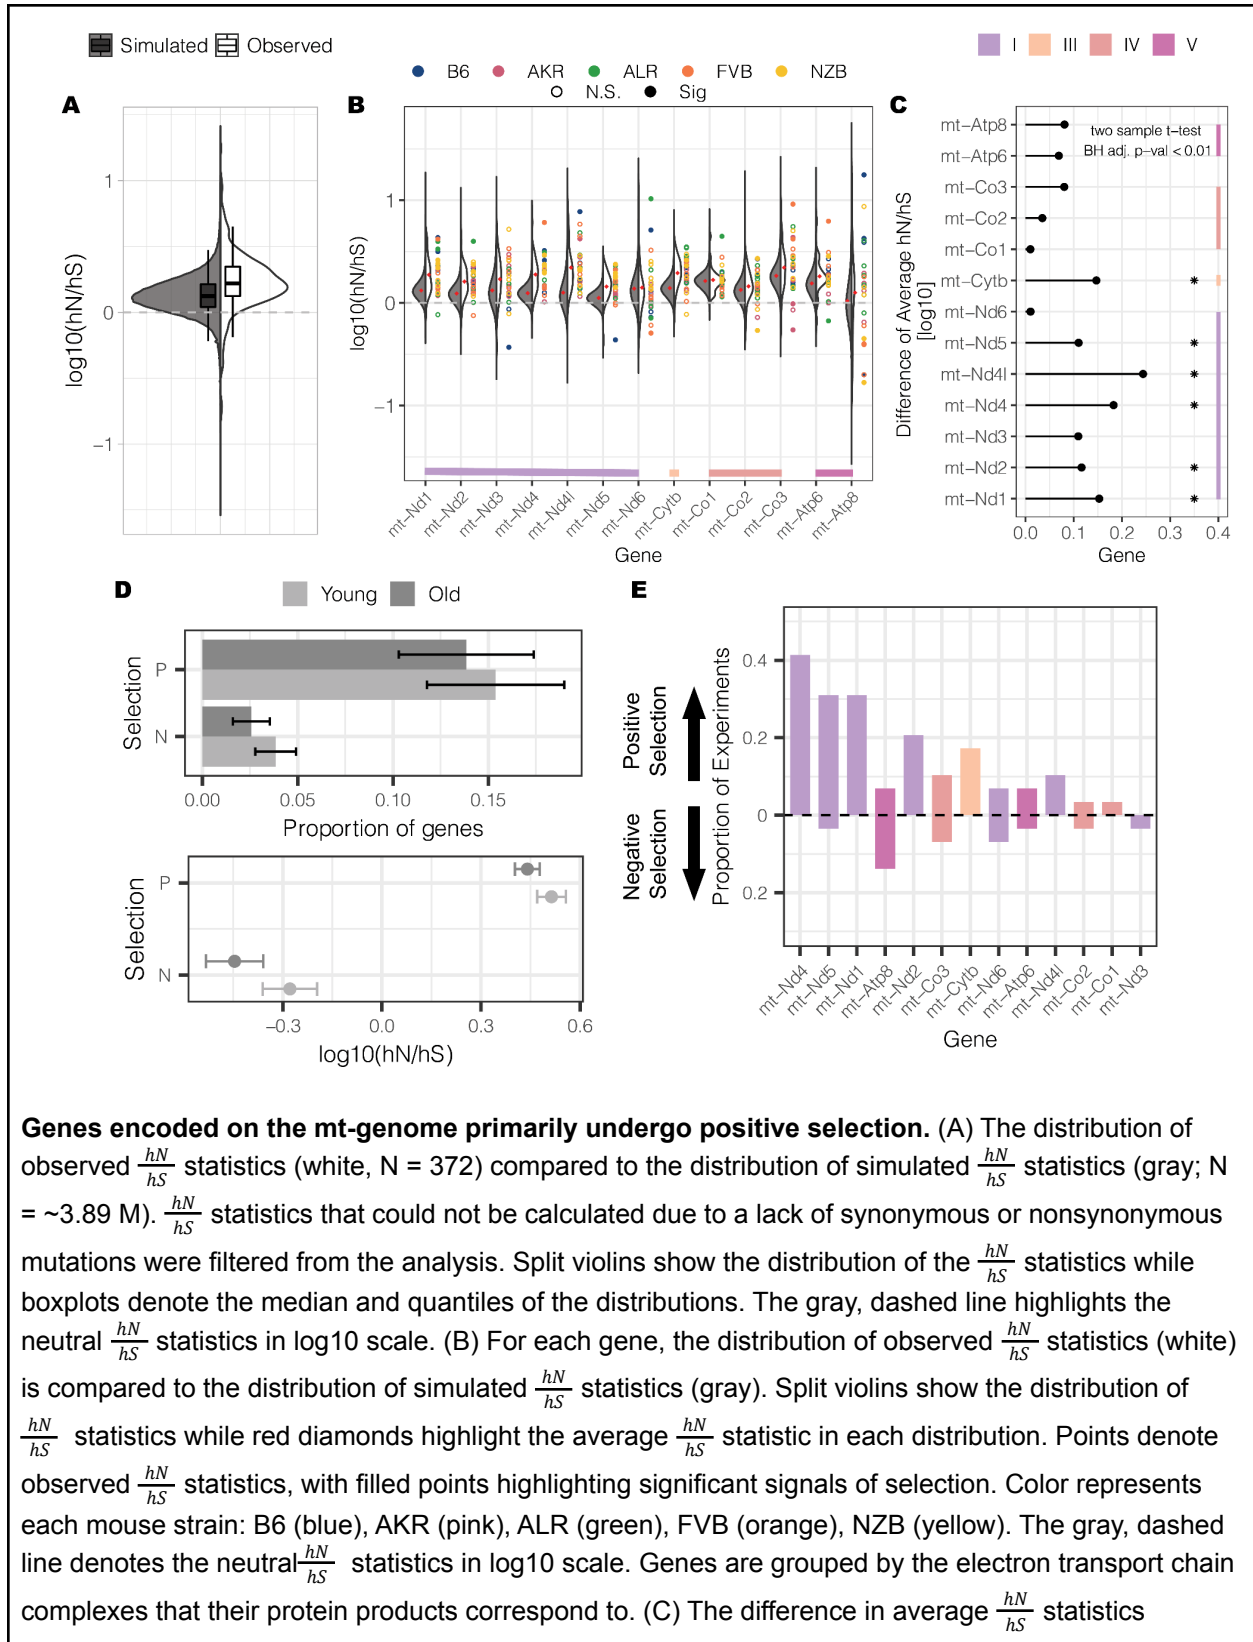 Simulated Observed
I III IV V
B6 AKR ALR FVB NZB
N.S. Sig
A
log10(hN/hS)
1
0
−1
B
log10(hN/hS)
1
0
−1
mt−Nd1 mt−Nd2 mt−Nd3 mt−Nd4 mt−Nd4l mt−Nd5 mt−Nd6 mt−Cytb mt−Co1 mt−Co2 mt−Co3 mt−Atp6 mt−Atp8
Gene
C
Difference of Average hN/hS
[log10]
mt−Atp8
mt−Atp6
mt−Co3
mt−Co2
mt−Co1
mt−Cytb *
mt−Nd6
mt−Nd5 *
mt−Nd4l *
mt−Nd4 *
mt−Nd3
mt−Nd2 *
mt−Nd1 *
two sample t−test
BH adj. p−val < 0.01
0.0 0.1 0.2 0.3 0.4
Gene
D
Young Old
Selection
P
N
0.00 0.05 0.10 0.15
Proportion of genes
Selection
P
N
−0.3 0.0 0.3 0.6
log10(hN/hS)
E
Positive
Selection
Negative
Selection
Proportion of Experiments
0.4
0.2
0
0.2
mt−Nd4 mt−Nd5 mt−Nd1 mt−Atp8 mt−Nd2 mt−Co3 mt−Cytb mt−Nd6 mt−Atp6 mt−Nd4l mt−Co2 mt−Co1 mt−Nd3
Gene
Genes encoded on the mt-genome primarily undergo positive selection. (A) The distribution of
observed hN/hS statistics (white, N = 372) compared to the distribution of simulated hN/hS statistics (gray; N
= ~3.89 M). hN/hS statistics that could not be calculated due to a lack of synonymous or nonsynonymous
mutations were filtered from the analysis. Split violins show the distribution of the hN/hS statistics while
boxplots denote the median and quantiles of the distributions. The gray, dashed line highlights the
neutral hN/hS statistics in log10 scale. (B) For each gene, the distribution of observed hN/hS statistics (white)
is compared to the distribution of simulated hN/hS statistics (gray). Split violins show the distribution of
hN/hS statistics while red diamonds highlight the average hN/hS statistic in each distribution. Points denote
observed hN/hS statistics, with filled points highlighting significant signals of selection. Color represents
each mouse strain: B6 (blue), AKR (pink), ALR (green), FVB (orange), NZB (yellow). The gray, dashed
line denotes the neutral hN/hS statistics in log10 scale. Genes are grouped by the electron transport chain
complexes that their protein products correspond to. (C) The difference in average hN/hS statistics